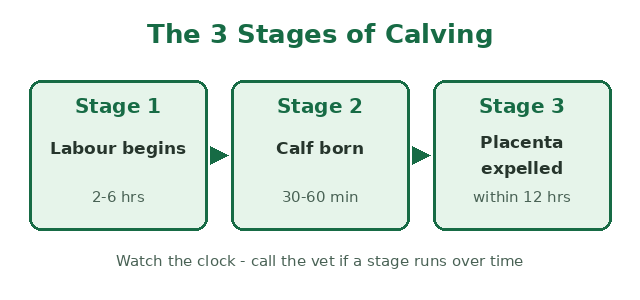 The 3 Stages of Calving
Stage 1
Labour begins
2-6 hrs
Stage 2
Calf born
30-60 min
Stage 3
Placenta
expelled
within 12 hrs
Watch the clock - call the vet if a stage runs over time